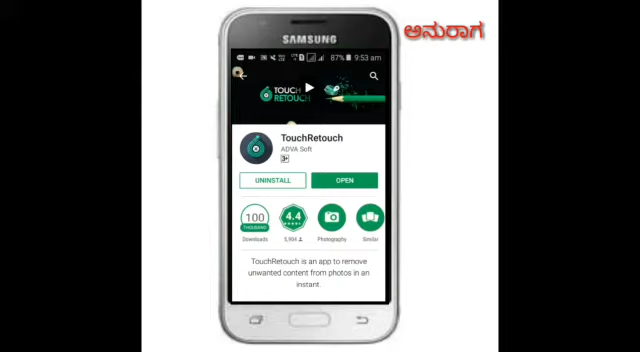 ಅನುರಾಗ
SAMSUNG
87% 9:53 am
TOUCH
RETOUCH
TouchRetouch
ADVA Soft
3+
UNINSTALL OPEN
100 4.4
THOUSAND
Downloads 5,904 Photography Similar
TouchRetouch is an app to remove
unwanted content from photos in an
instant.